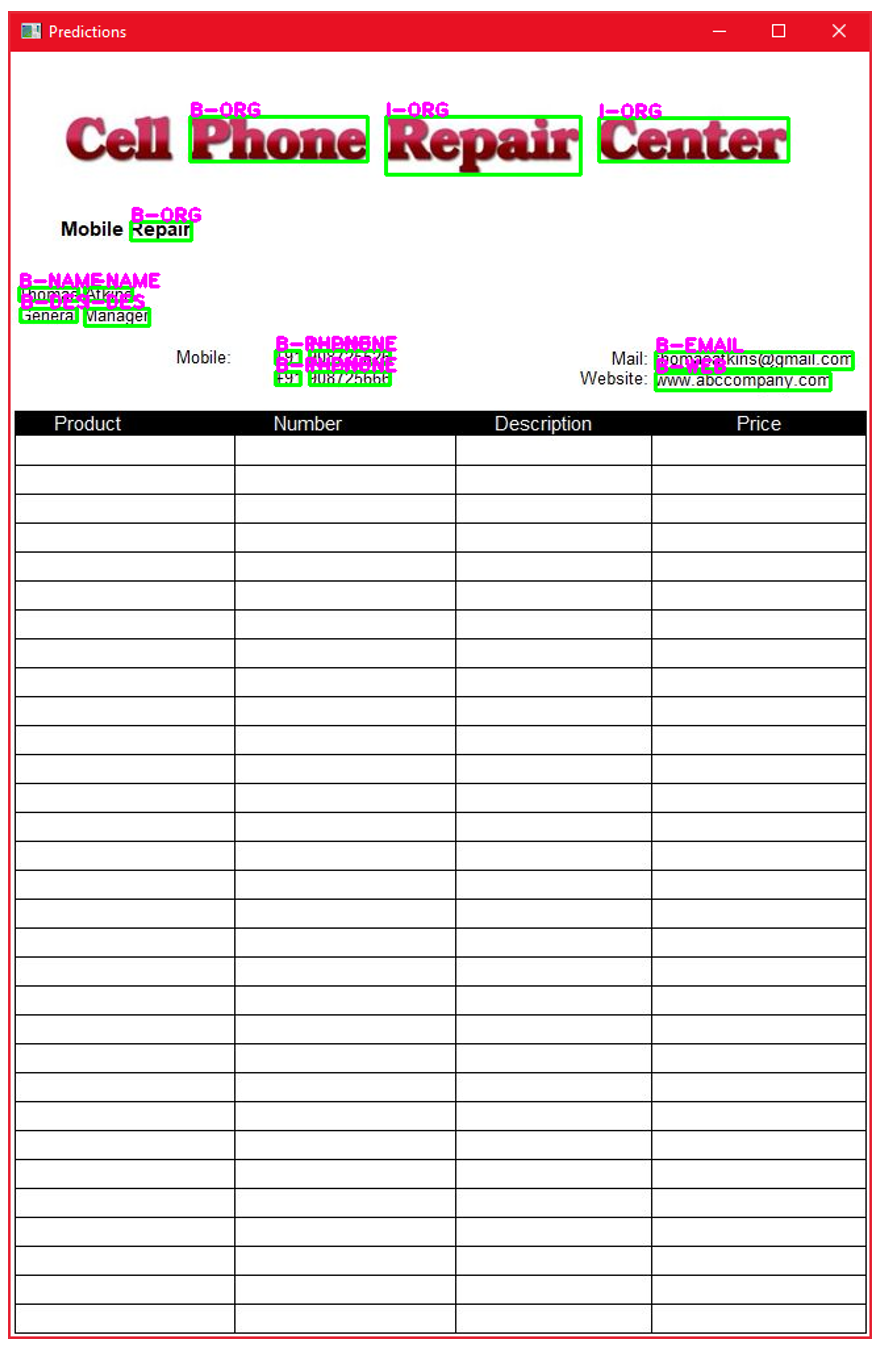 Predictions
B-ORG I-ORG I-ORG
Cell Phone Repair Center
B-ORG
Mobile Repair
B-NAME I-NAME
Thomas Atkins
B-DES I-DES
General Manager
B-PHONE I-PHONE B-EMAIL
Mobile: +91 Mail: thomasatkins@gmail.com
B-PHONE I-PHONE B-WEB
+91 908725666 Website: www.abccompany.com
Product Number Description Price